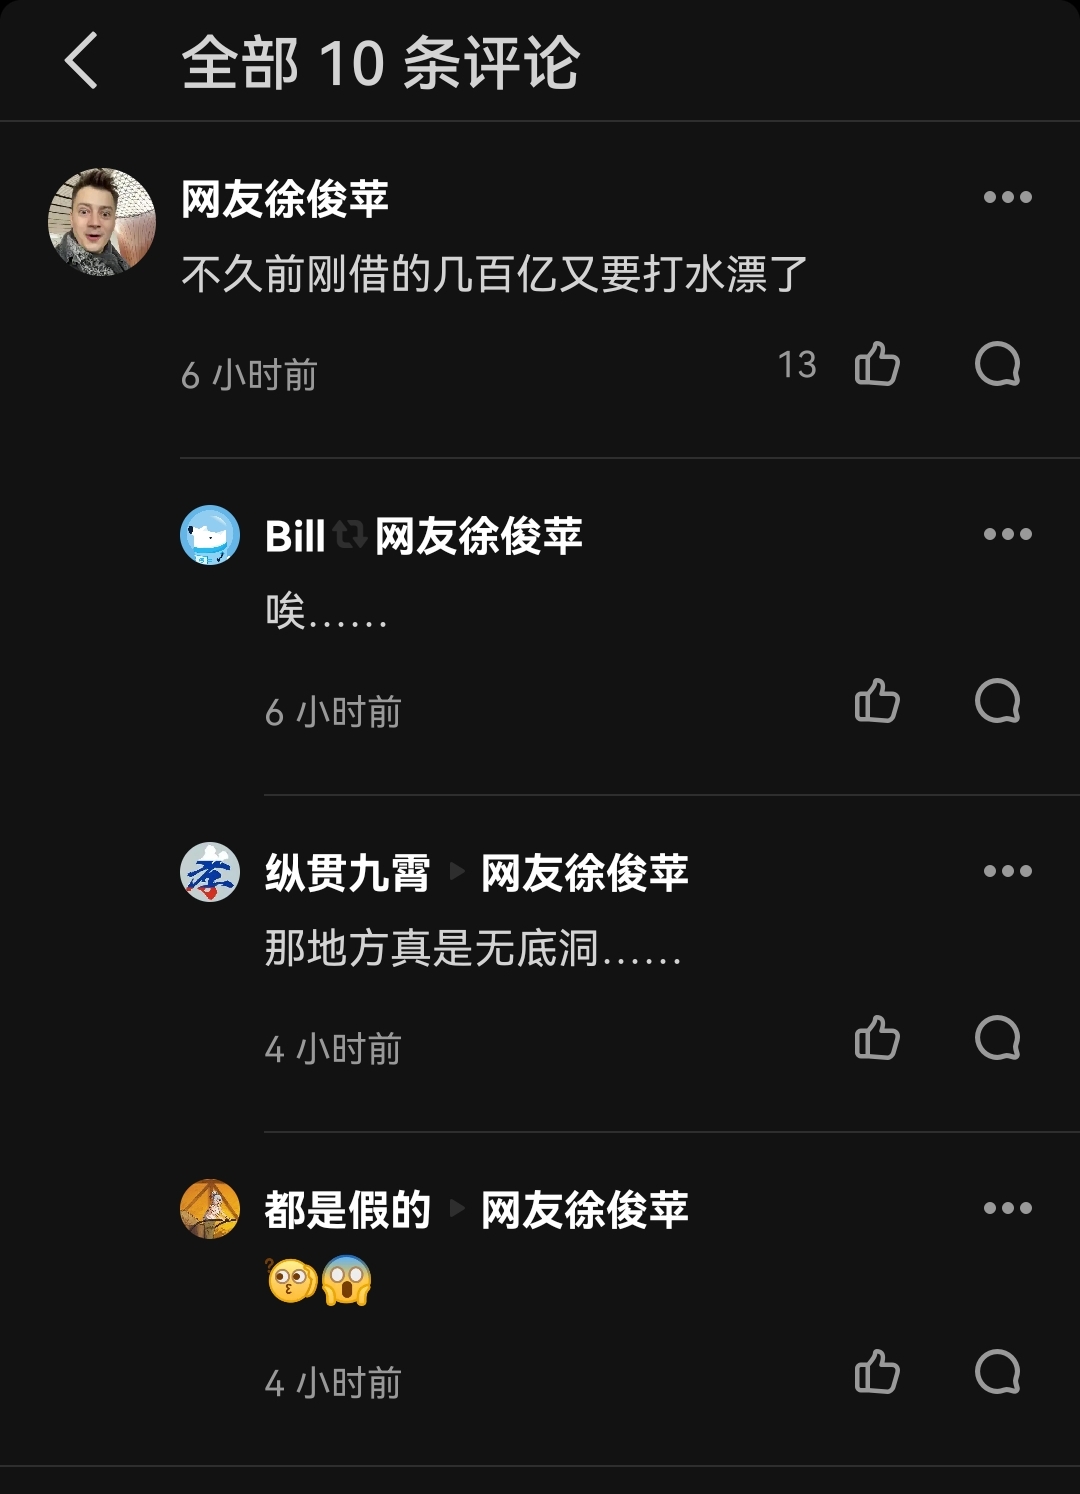 全部 10 条评论
网友徐俊苹
不久前刚借的几百亿又要打水漂了
6 小时前
13
Bill 网友徐俊苹
唉......
6 小时前
纵贯九霄 网友徐俊苹
那地方真是无底洞......
4 小时前
都是假的 网友徐俊苹
4 小时前